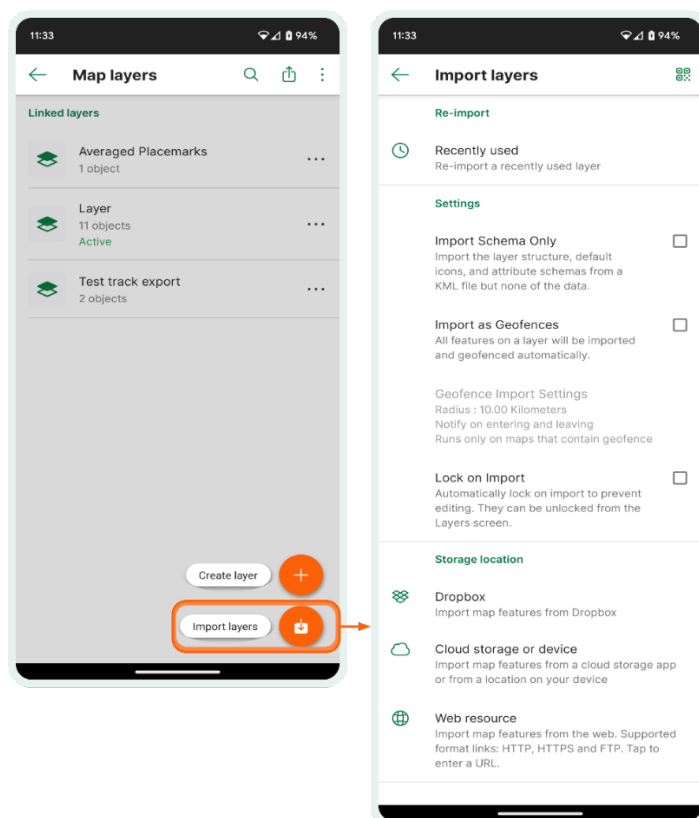 11:33
94%
Map layers
Linked layers
Averaged Placemarks
1 object
Layer
11 objects
Active
Test track export
2 objects
Create layer
Import layers
11:33
94%
Import layers
Re-import
Recently used
Re-import a recently used layer
Settings
Import Schema Only
Import the layer structure, default
icons, and attribute schemas from a
KML file but none of the data.
Import as Geofences
All features on a layer will be imported
and geofenced automatically.
Geofence Import Settings
Radius : 10.00 Kilometers
Notify on entering and leaving
Runs only on maps that contain geofence
Lock on Import
Automatically lock on import to prevent
editing. They can be unlocked from the
Layers screen.
Storage location
Dropbox
Import map features from Dropbox
Cloud storage or device
Import map features from a cloud storage app
or from a location on your device
Web resource
Import map features from the web. Supported
format links: HTTP, HTTPS and FTP. Tap to
enter a URL.